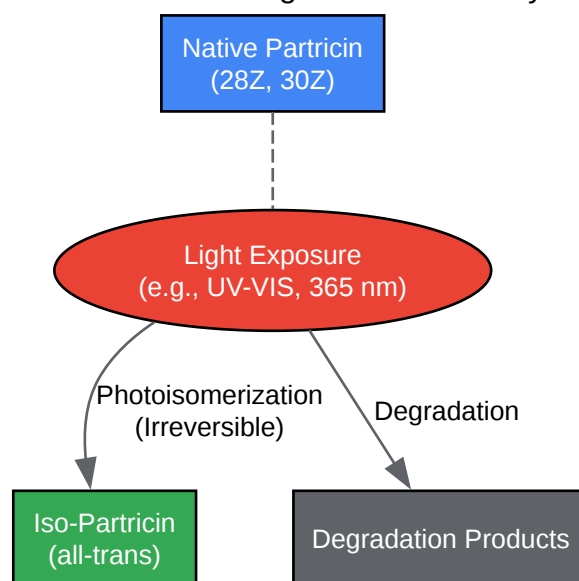 Native Partricin
(28Z, 30Z)
Light Exposure
(e.g., UV-VIS, 365 nm)
Photoisomerization
(Irreversible)
Degradation
Iso-Partricin
(all-trans)
Degradation Products